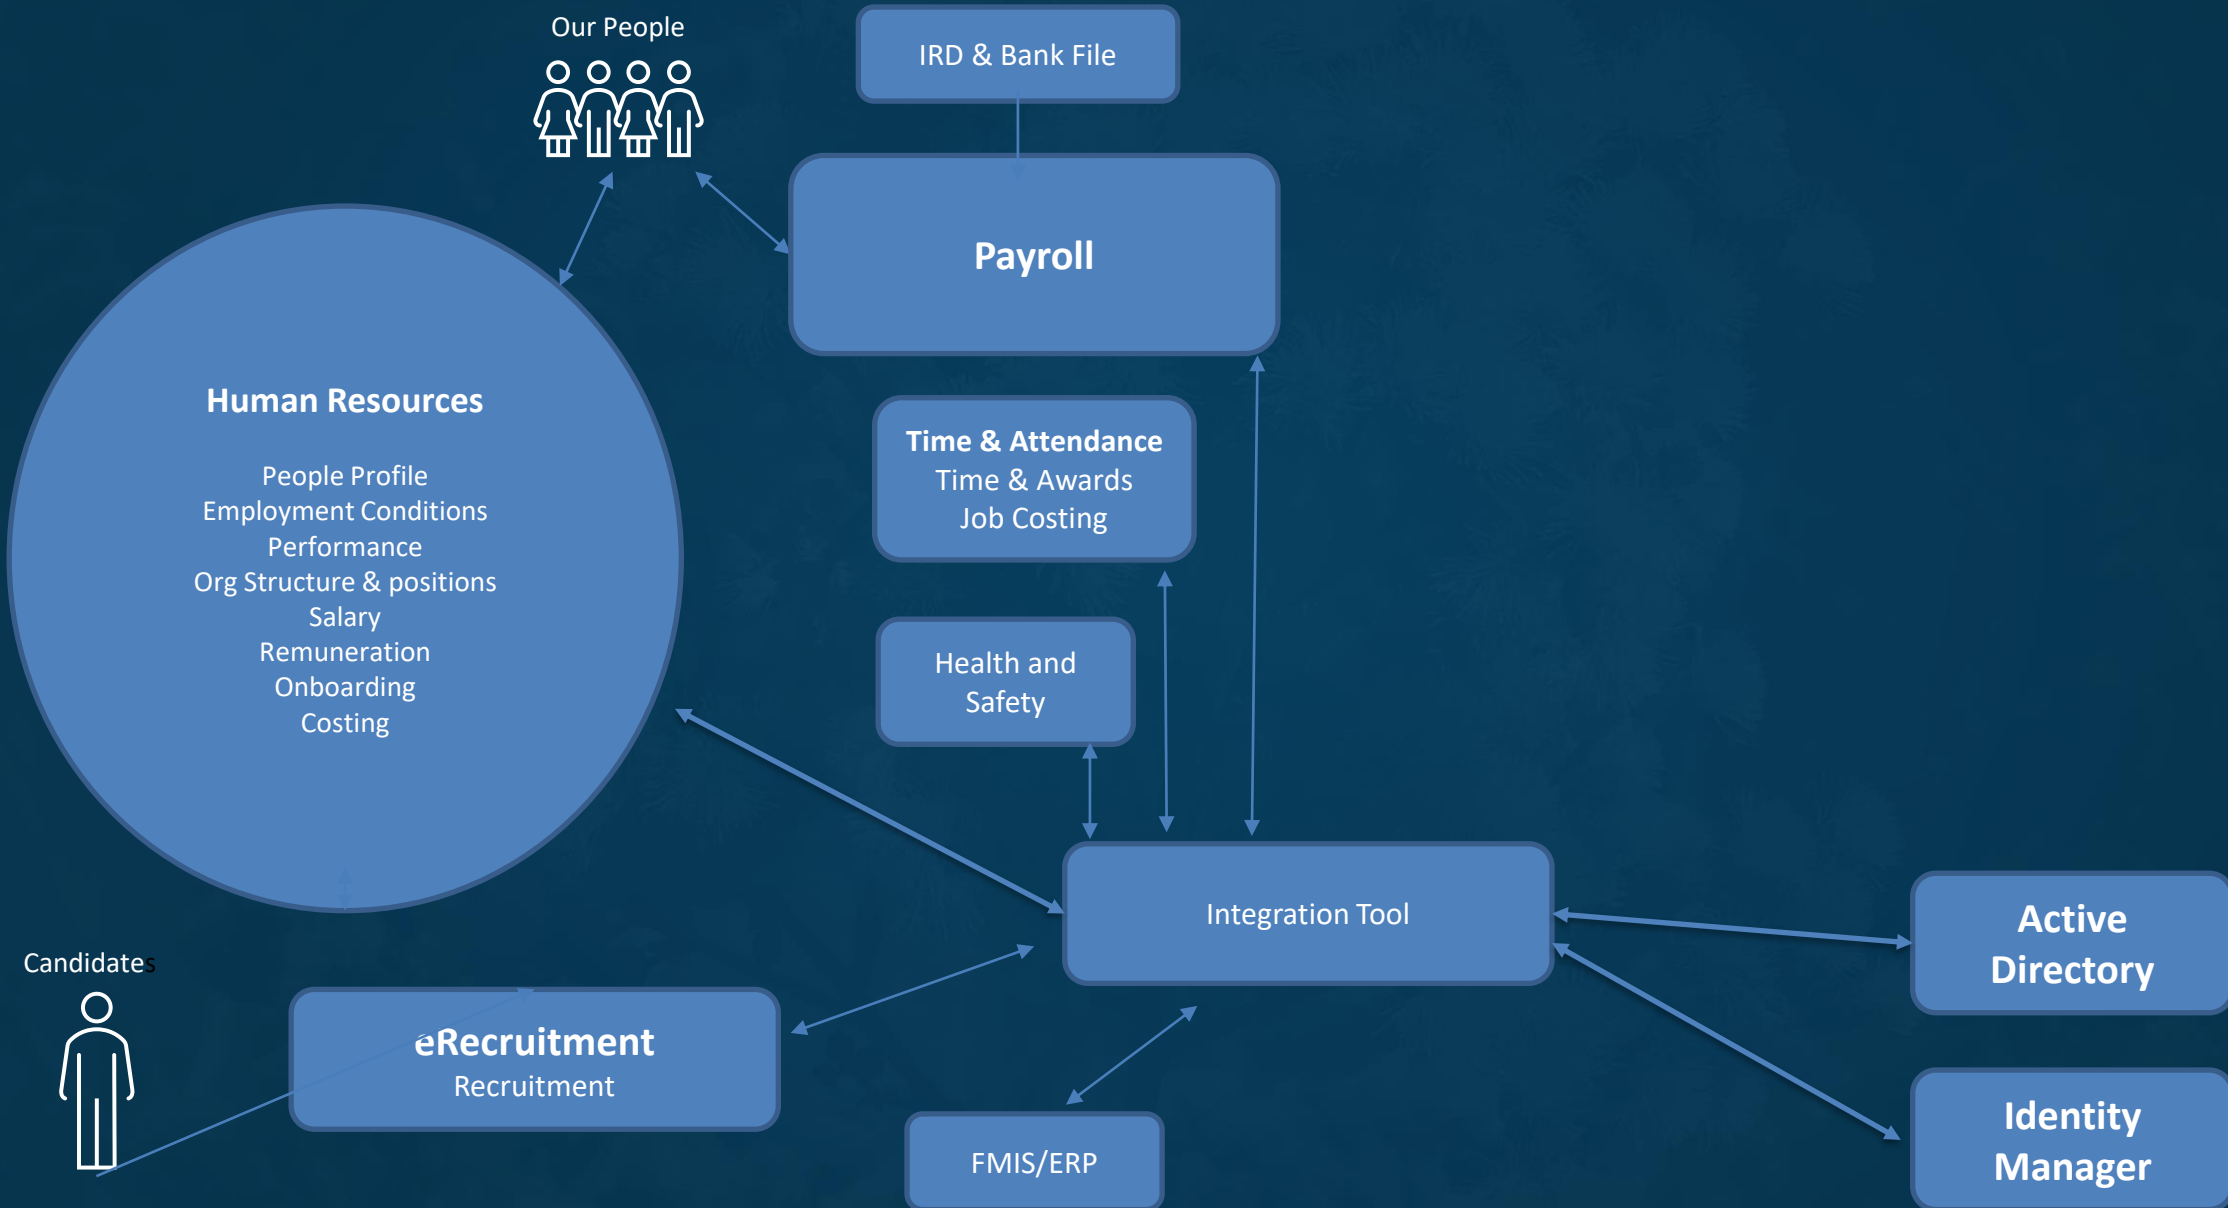 Our People
IRD & Bank File
Payroll
Human Resources
People Profile
Employment Conditions
Performance
Org Structure & positions
Salary
Remuneration
Onboarding
Costing
Time & Attendance
Time & Awards
Job Costing
Health and
Safety
Integration Tool
Active
Directory
Candidates
eRecruitment
Recruitment
FMIS/ERP
Identity
Manager